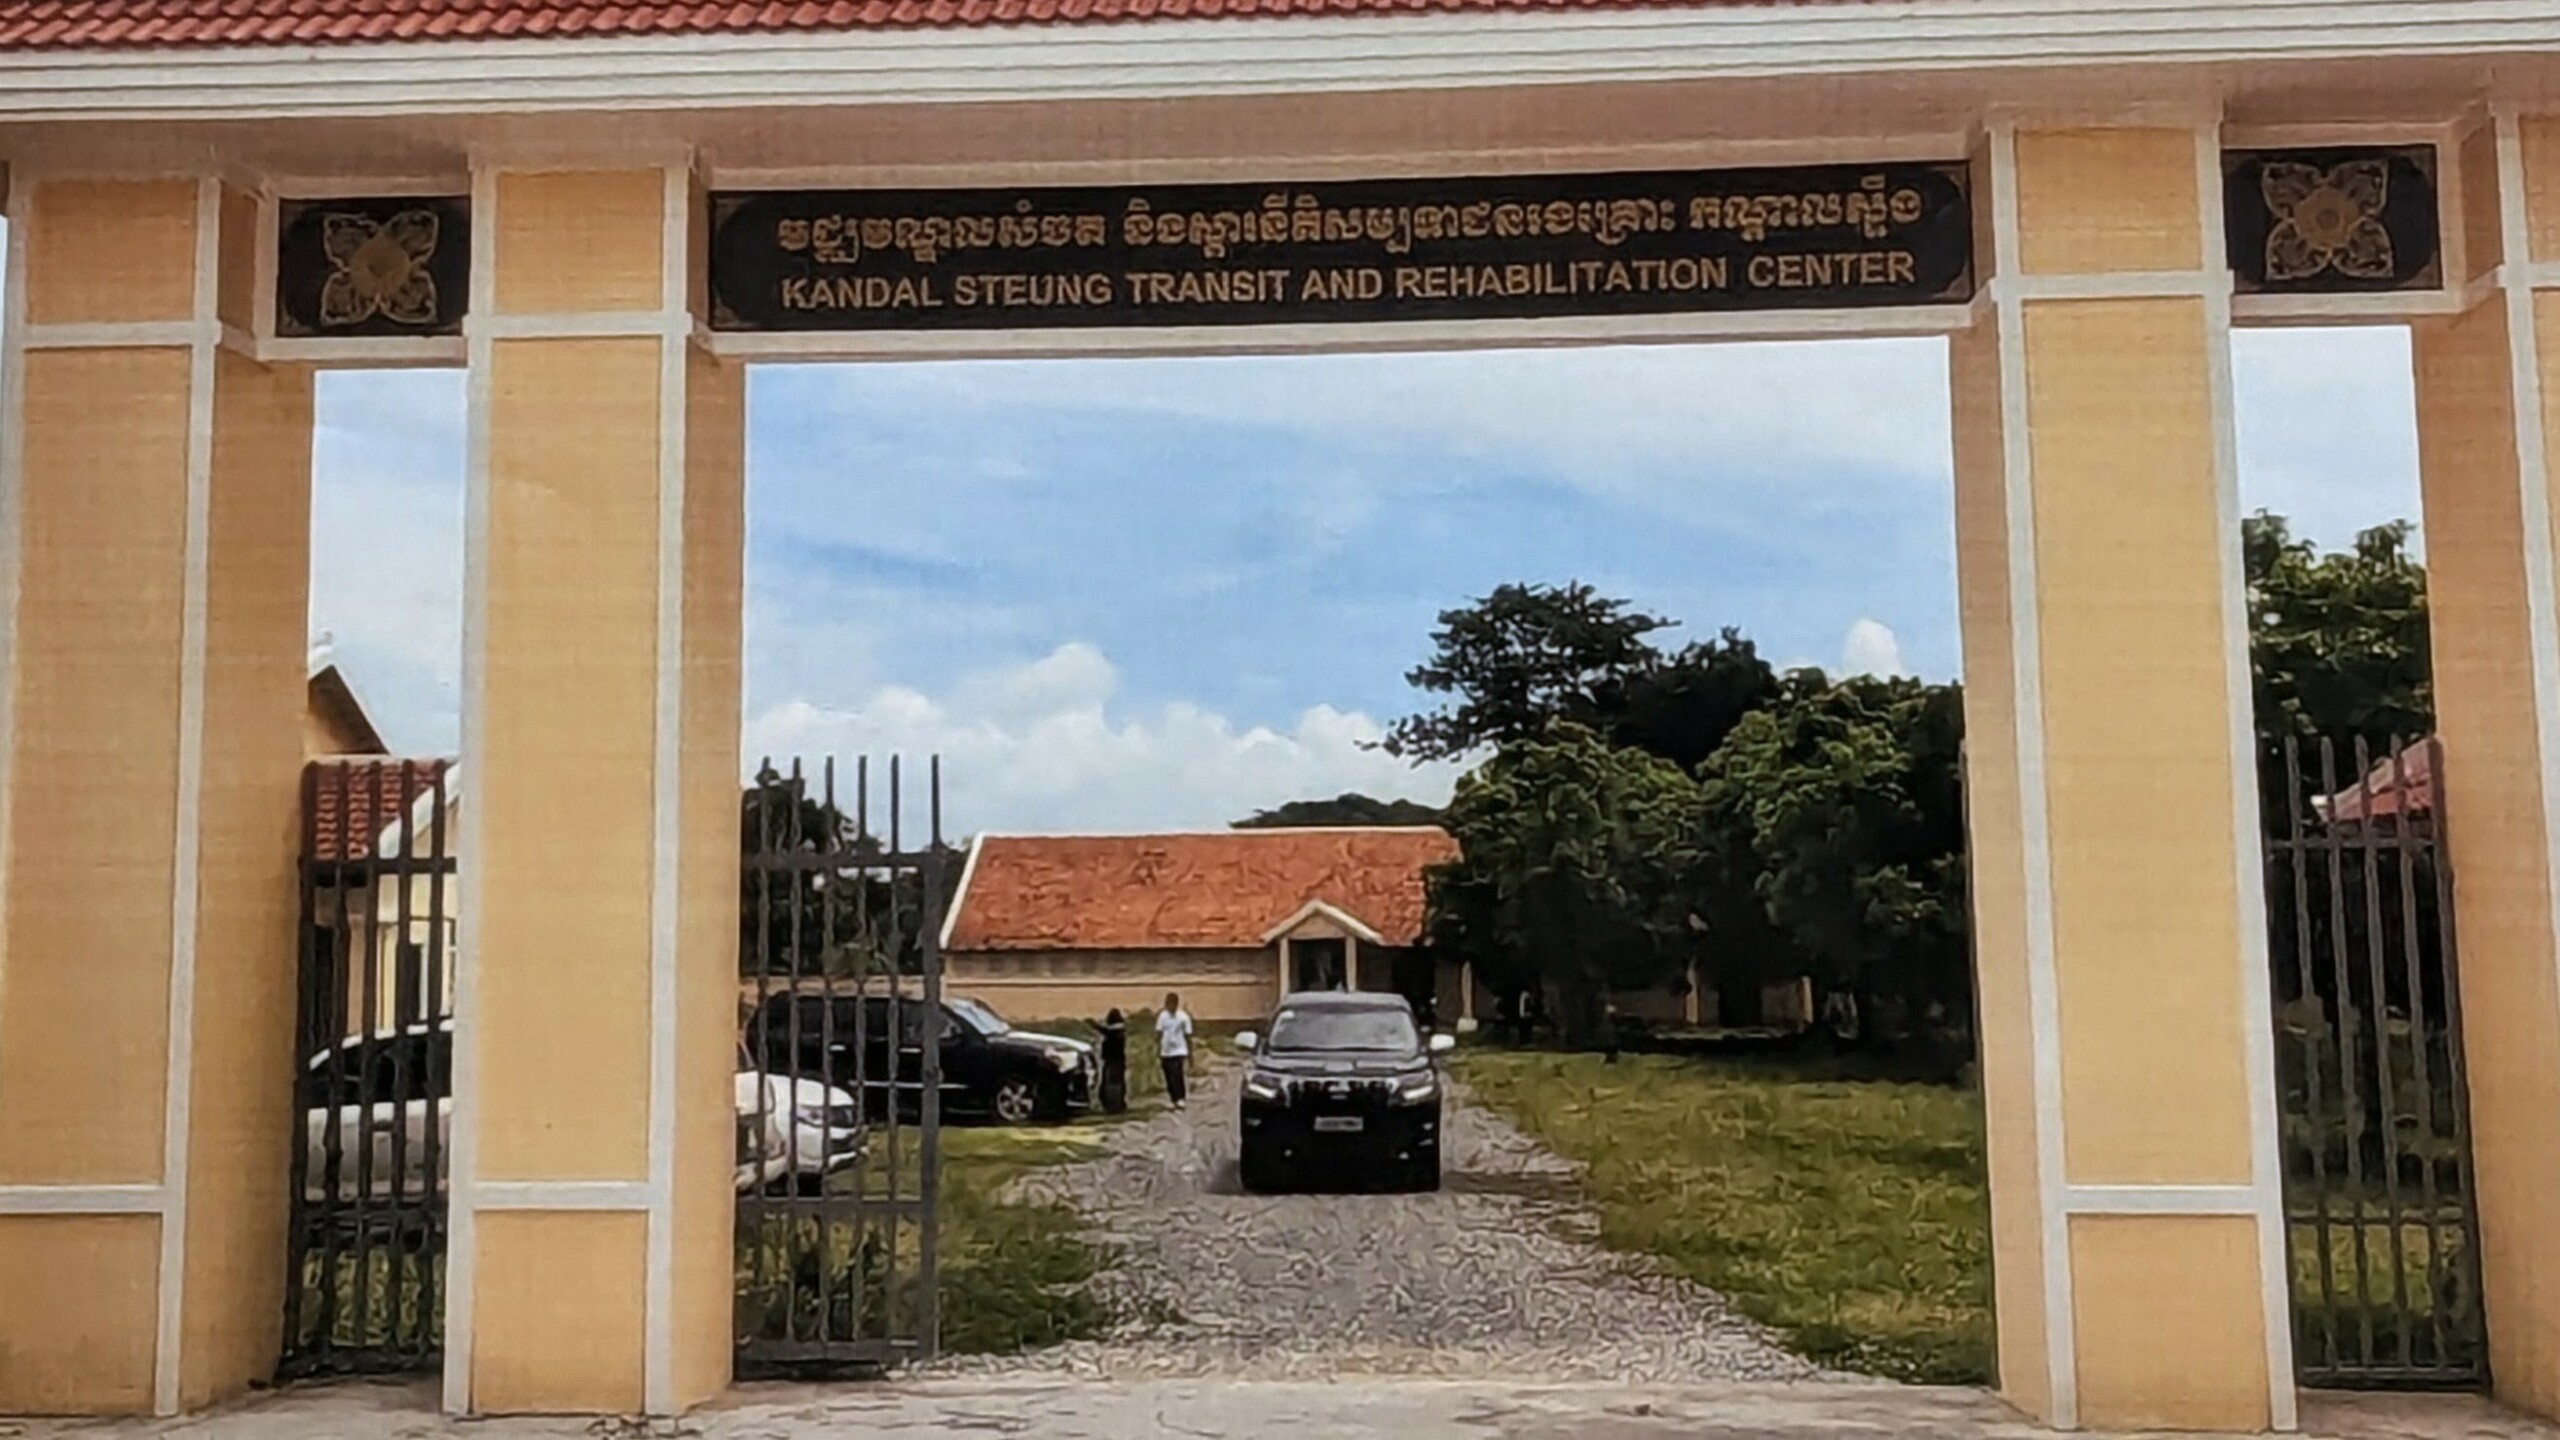 មជ្ឈមណ្ឌលសំចត និងស្តារនីតិសម្បទាជនរងគ្រោះ កណ្តាលស្ទឹង
KANDAL STEUNG TRANSIT AND REHABILITATION CENTER